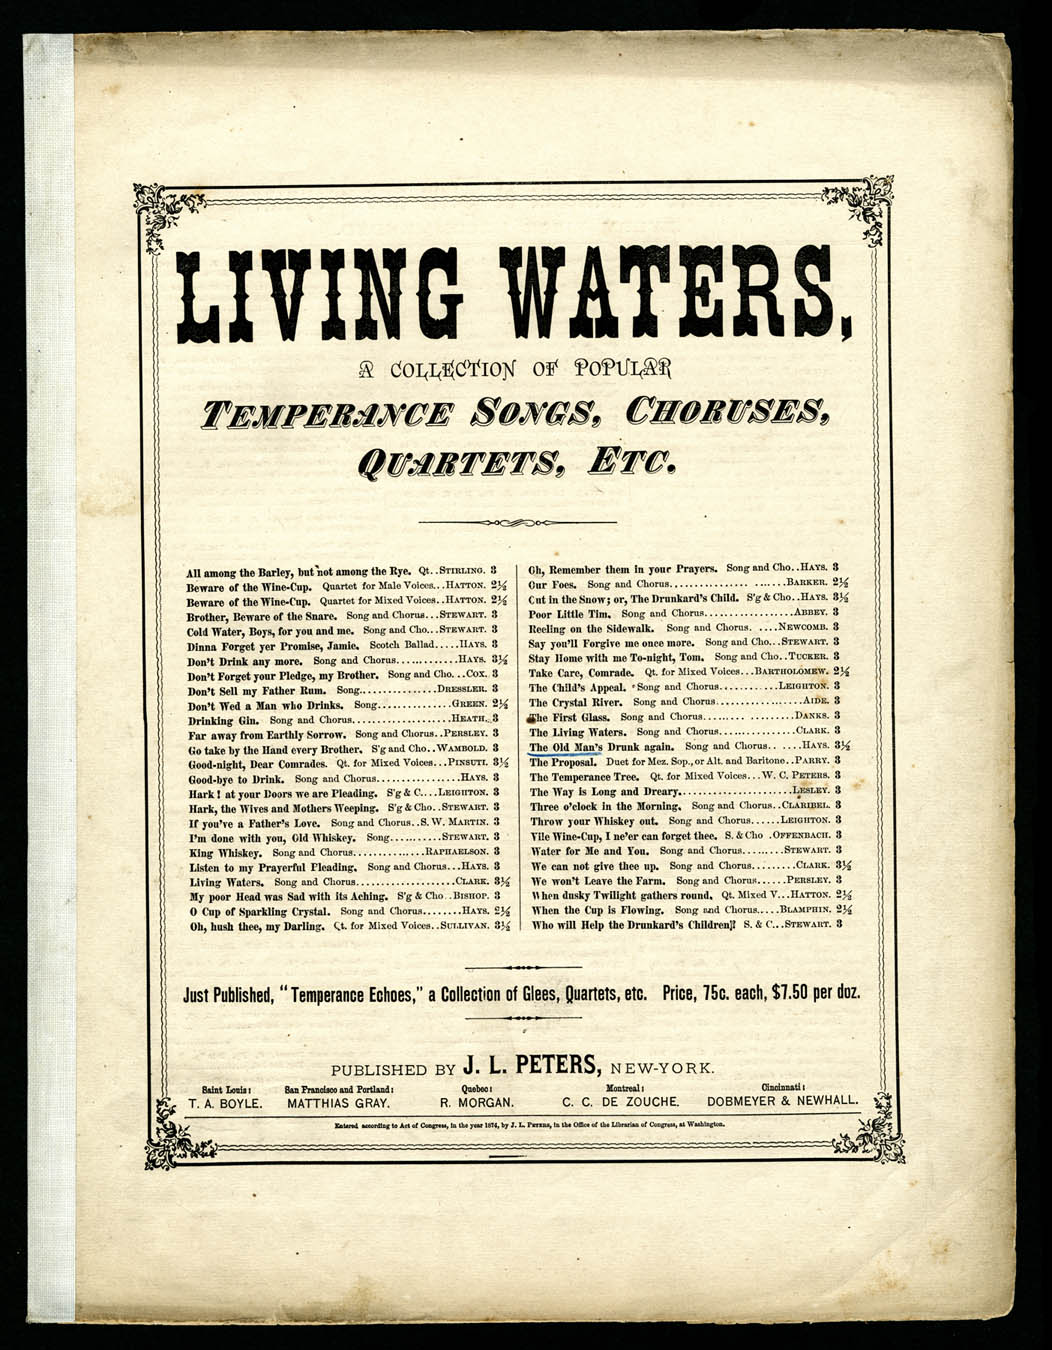 LIVING WATERS,
A COLLECTION OF POPULAR
TEMPERANCE SONGS, CHORUSES,
QUARTETS, ETC.
All among the Barley, but not among the Rye. Qt..STIRLING. 3
Beware of the Wine-Cup. Quartet for Male Voices...HATTON. 2½
Beware of the Wine-Cup. Quartet for Mixed Voices..HATTON. 2½
Brother, Beware of the Snare. Song and Chorus...STEWART. 3
Cold Water, Boys, for you and me. Song and Cho...STEWART. 3
Dinna Forget yer Promise, Jamie. Scotch Ballad.....HAYS. 3
Don't Drink any more. Song and Chorus............HAYS. 3½
Don't Forget your Pledge, my Brother. Song and Cho...COX. 3
Don't Sell my Father Rum. Song................DRESSLER. 3
Don't Wed a Man who Drinks. Song................GREEN. 2½
Drinking Gin. Song and Chorus...................HEATH. 3
Far away from Earthly Sorrow. Song and Chorus..PERSLEY. 3
Go take by the Hand every Brother. S'g and Cho..WAMBOLD. 3
Good-night, Dear Comrades. Qt. for Mixed Voices...PINSUTI. 3½
Good-bye to Drink. Song and Chorus................HAYS. 3
Hark! at your Doors we are Pleading. S'g & C....LEIGHTON. 3
Hark, the Wives and Mothers Weeping. S'g & Cho..STEWART. 3
If you've a Father's Love. Song and Chorus..S. W. MARTIN. 3
I'm done with you, Old Whiskey. Song...........STEWART. 3
King Whiskey. Song and Chorus.............RAPHAELSON. 3
Listen to my Prayerful Pleading. Song and Chorus...HAYS. 3
Living Waters. Song and Chorus....................CLARK. 3½
My poor Head was Sad with its Aching. S'g & Cho..BISHOP. 3
O Cup of Sparkling Crystal. Song and Chorus........HAYS. 2½
Oh, hush thee, my Darling. Qt. for Mixed Voices..SULLIVAN. 3½
Oh, Remember them in your Prayers. Song and Cho..HAYS. 3
Our Foes. Song and Chorus......................BARKER. 2½
Out in the Snow; or, The Drunkard's Child. S'g & Cho..HAYS. 3½
Poor Little Tim. Song and Chorus..................ABBEY. 3
Reeling on the Sidewalk. Song and Chorus. ....NEWCOMB. 3
Say you'll Forgive me once more. Song and Cho...STEWART. 3
Stay Home with me To-night, Tom. Song and Cho..TUCKER. 3
Take Care, Comrade. Qt. for Mixed Voices...BARTHOLOMEW. 2½
The Child's Appeal. Song and Chorus...........LEIGHTON. 3
The Crystal River. Song and Chorus................AIDE. 3
The First Glass. Song and Chorus.................DANKS. 3
The Living Waters. Song and Chorus...............CLARK. 3
The Old Man's Drunk again. Song and Chorus.. ....HAYS. 3½
The Proposal. Duet for Mez. Sop., or Alt. and Baritone..PARRY. 3
The Temperance Tree. Qt. for Mixed Voices...W. C. PETERS. 3
The Way is Long and Dreary.......................LESLEY. 3
Three o'clock in the Morning. Song and Chorus..CLARIBEL. 3
Throw your Whiskey out. Song and Chorus......LEIGHTON. 3
Vile Wine-Cup, I ne'er can forget thee. S. & Cho .OFFENBACH. 3
Water for Me and You. Song and Chorus........STEWART. 3
We can not give thee up. Song and Chorus.........CLARK. 3½
We won't Leave the Farm. Song and Chorus......PERSLEY. 3
When dusky Twilight gathers round. Qt. Mixed V...HATTON. 2½
When the Cup is Flowing. Song and Chorus.....BLAMPHIN. 2½
Who will Help the Drunkard's Children? S. & C...STEWART. 3
Just Published, "Temperance Echoes," a Collection of Glees, Quartets, etc. Price, 75c. each, $7.50 per doz.
PUBLISHED BY J. L. PETERS, NEW-YORK.
Saint Louis: San Francisco and Portland: Quebec: Montreal: Cincinnati:
T. A. BOYLE. MATTHIAS GRAY. R. MORGAN. C. C. DE ZOUCHE. DOBMEYER & NEWHALL.
Entered according to Act of Congress, in the year 1874, by J. L. PETERS, in the Office of the Librarian of Congress, at Washington.